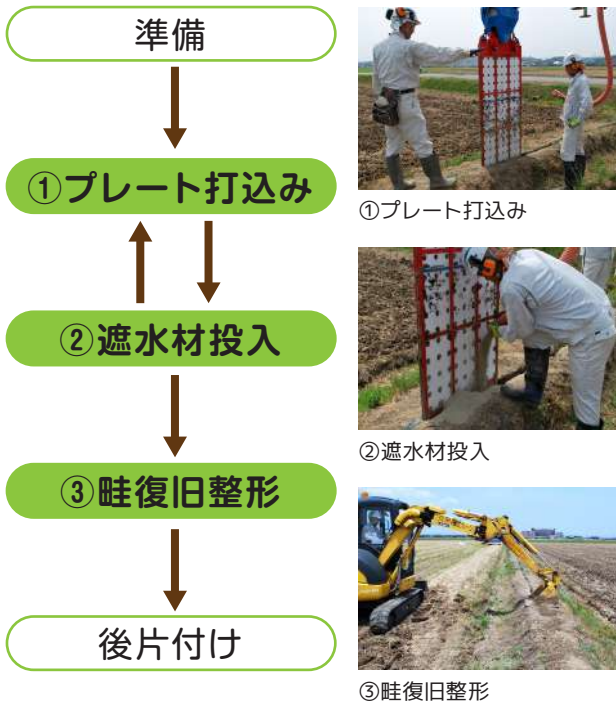 準備
①プレート打込み
②遮水材投入
③畦復旧整形
後片付け
①プレート打込み
②遮水材投入
③畦復旧整形